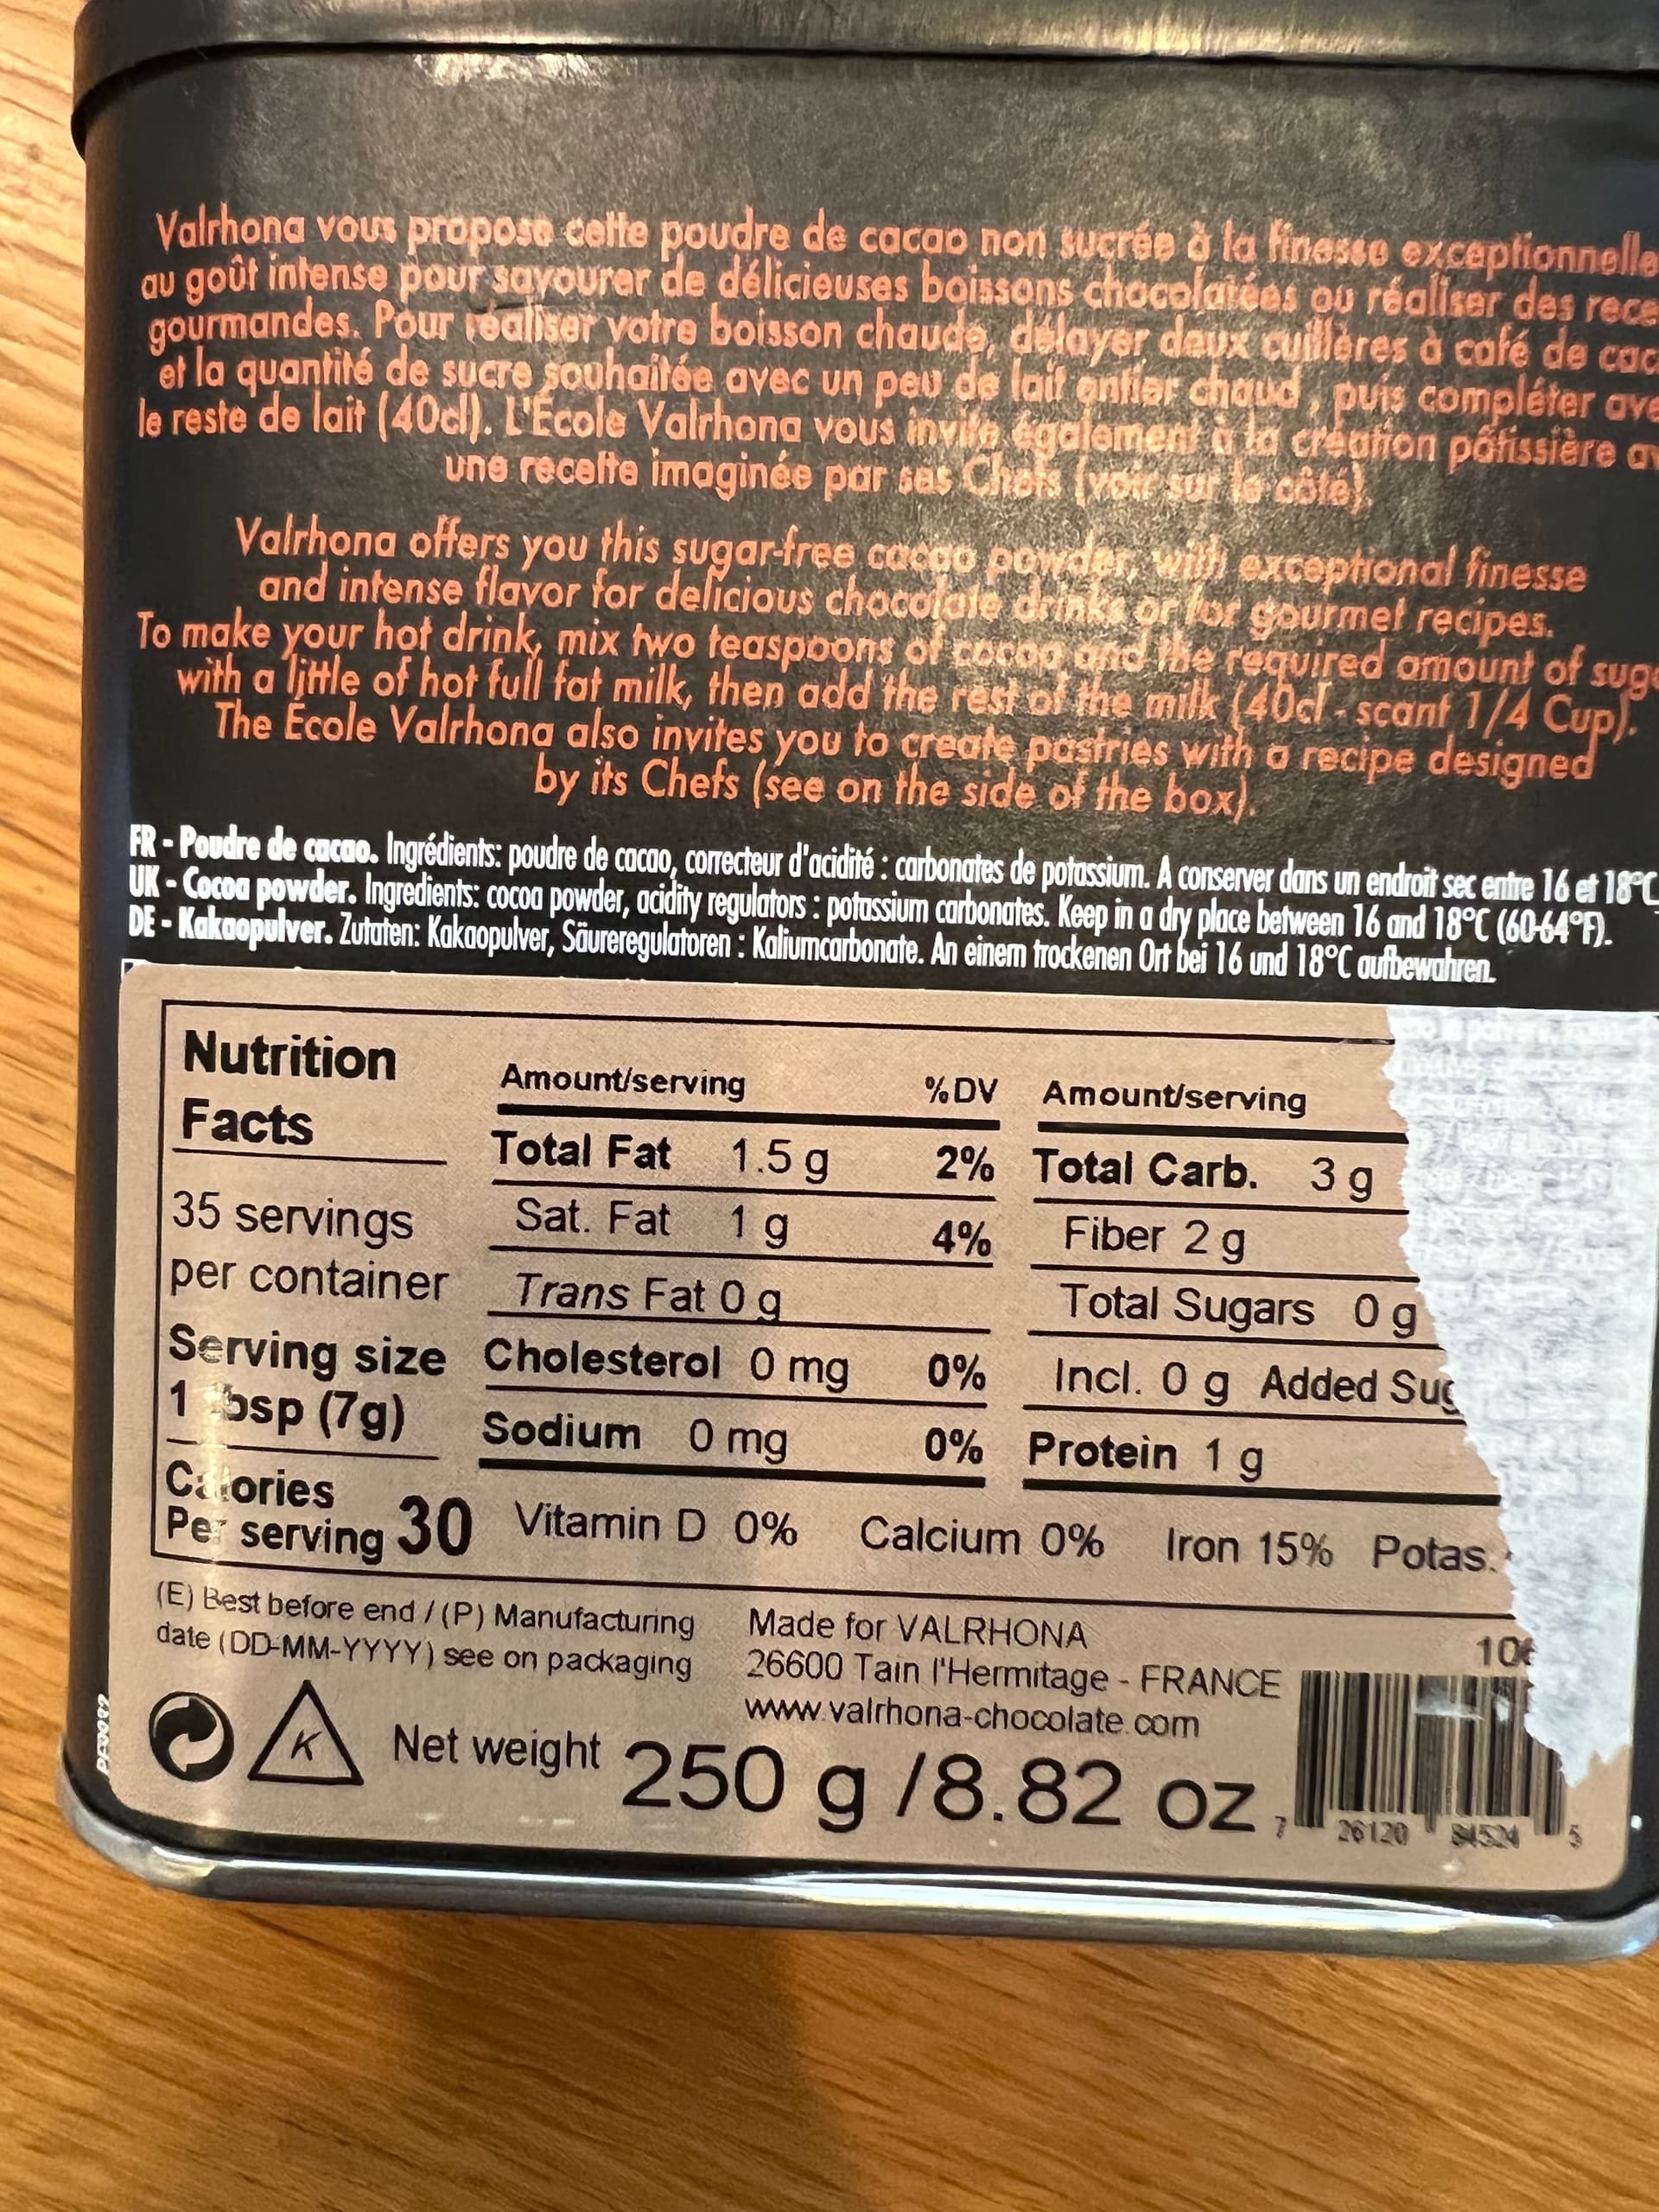 Valrhona vous propose cette poudre de cacao non sucrée à la finesse exceptionnelle
au goût intense pour savourer de délicieuses boissons chocolatées ou réaliser des rece
gourmandes. Pour réaliser votre boisson chaude, délayer deux cuillères à café de cac
et la quantité de sucre souhaitée avec un peu de lait entier chaud, puis compléter ave
le reste de lait (40cl). L'École Valrhona vous invite également à la création pâtissière av
une recette imaginée par ses Chefs (voir sur le côté).
Valrhona offers you this sugar-free cacao powder, with exceptional finesse
and intense flavor for delicious chocolate drinks or for gourmet recipes.
To make your hot drink, mix two teaspoons of cocoa and the required amount of suga
with a little of hot full fat milk, then add the rest of the milk (40cl - scant 1/4 Cup).
The École Valrhona also invites you to create pastries with a recipe designed
by its Chefs (see on the side of the box).
FR - Poudre de cacao. Ingrédients: poudre de cacao, correcteur d'acidité : carbonates de potassium. A conserver dans un endroit sec entre 16 et 18°C
UK - Cocoa powder. Ingredients: cocoa powder, acidity regulators : potassium carbonates. Keep in a dry place between 16 and 18°C (60-64°F).
DE - Kakaopulver. Zutaten: Kakaopulver, Säureregulatoren : Kaliumcarbonate. An einem trockenen Ort bei 16 und 18°C aufbewahren.
Nutrition
Facts
35 servings
per container
Serving size
1 tbsp (7g)
Calories
Per serving 30
Amount/serving %DV
Total Fat 1.5 g 2%
Sat. Fat 1 g 4%
Trans Fat 0 g
Cholesterol 0 mg 0%
Sodium 0 mg 0%
Amount/serving
Total Carb. 3 g
Fiber 2 g
Total Sugars 0 g
Incl. 0 g Added Sug
Protein 1 g
Vitamin D 0% Calcium 0% Iron 15% Potas.
(E) Best before end / (P) Manufacturing
date (DD-MM-YYYY) see on packaging
Made for VALRHONA
26600 Tain l'Hermitage - FRANCE
www.valrhona-chocolate.com
10
K
Net weight 250 g /8.82 oz
7 26120 84524 5